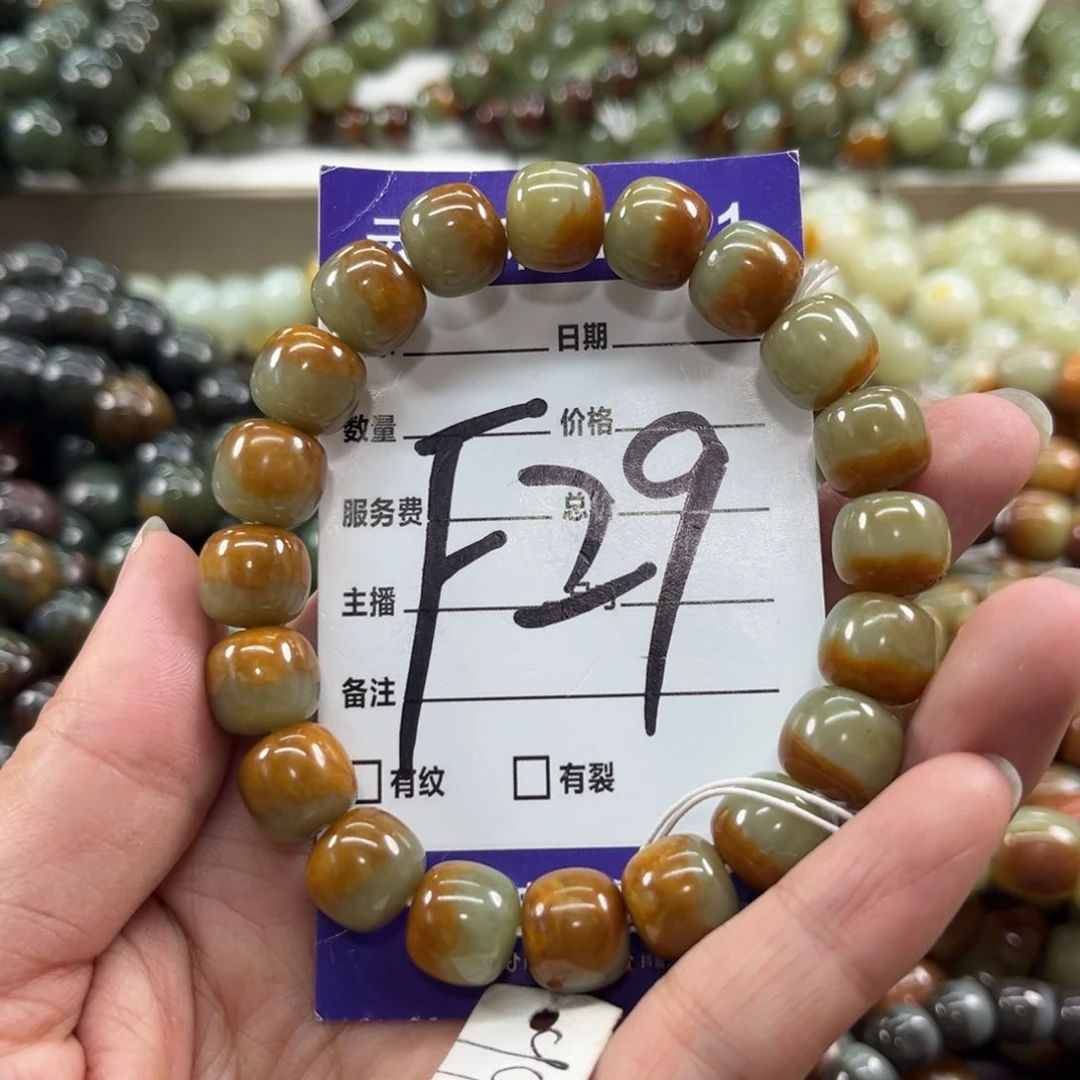 日期
数量 价格
服务费 总
主播
备注
有纹 有裂
F29